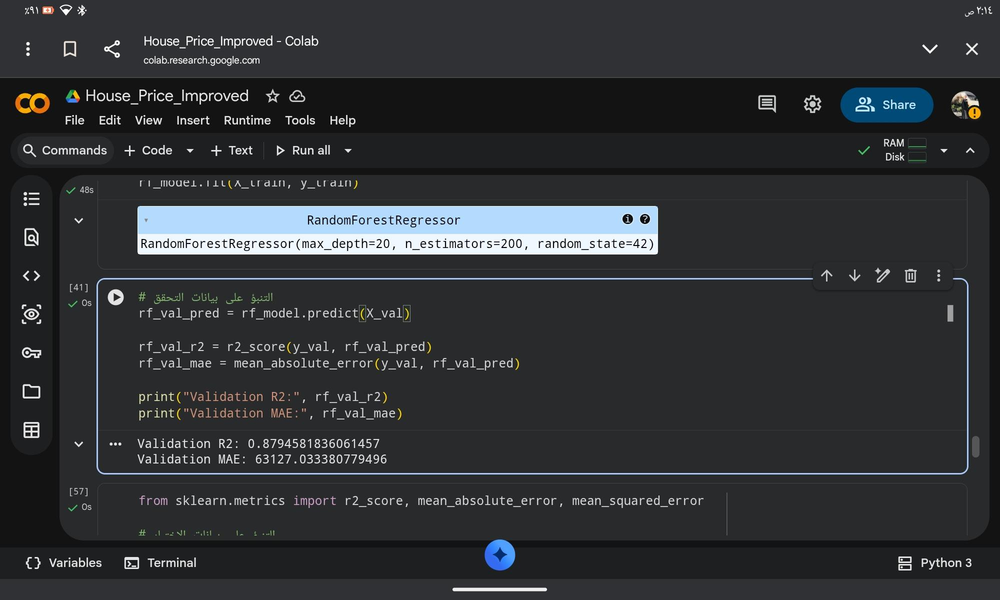 ٪٩١
٢:١٤ ص
House_Price_Improved - Colab
colab.research.google.com
House_Price_Improved
File Edit View Insert Runtime Tools Help
Share
Commands + Code + Text Run all
RAM
Disk
48s
rf_model.fit(X_train, y_train)
RandomForestRegressor
RandomForestRegressor(max_depth=20, n_estimators=200, random_state=42)
[41]
0s
# التنبؤ على بيانات التحقق
rf_val_pred = rf_model.predict(X_val)
rf_val_r2 = r2_score(y_val, rf_val_pred)
rf_val_mae = mean_absolute_error(y_val, rf_val_pred)
print("Validation R2:", rf_val_r2)
print("Validation MAE:", rf_val_mae)
Validation R2: 0.8794581836061457
Validation MAE: 63127.033380779496
[57]
0s
from sklearn.metrics import r2_score, mean_absolute_error, mean_squared_error
# التنبؤ على بيانات الاختبار
Variables
Terminal
Python 3